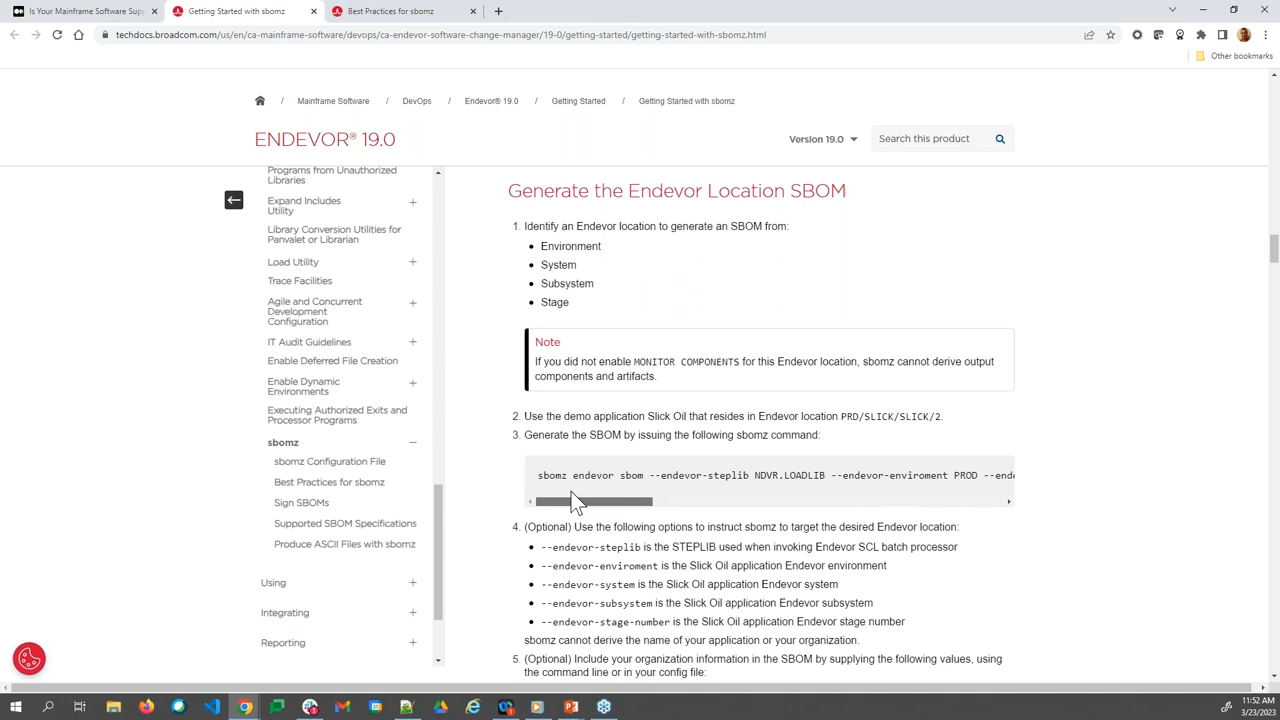 Is Your Mainframe Software Supp
Getting Started with sbomz
Best Practices for sbomz
techdocs.broadcom.com/us/en/ca-mainframe-software/devops/ca-endevor-software-change-manager/19-0/getting-started/getting-started-with-sbomz.html
Other bookmarks
/ Mainframe Software / DevOps / Endevor® 19.0 / Getting Started / Getting Started with sbomz
ENDEVOR® 19.0
Version 19.0
Search this product
Programs from Unauthorized
Libraries
Expand Includes
Utility
Library Conversion Utilities for
Panvalet or Librarian
Load Utility
Trace Facilities
Agile and Concurrent
Development
Configuration
IT Audit Guidelines
Enable Deferred File Creation
Enable Dynamic
Environments
Executing Authorized Exits and
Processor Programs
sbomz
sbomz Configuration File
Best Practices for sbomz
Sign SBOMs
Supported SBOM Specifications
Produce ASCII Files with sbomz
Using
Integrating
Reporting
Generate the Endevor Location SBOM
1. Identify an Endevor location to generate an SBOM from:
• Environment
• System
• Subsystem
• Stage
Note
If you did not enable MONITOR COMPONENTS for this Endevor location, sbomz cannot derive output
components and artifacts.
2. Use the demo application Slick Oil that resides in Endevor location PRD/SLICK/SLICK/2.
3. Generate the SBOM by issuing the following sbomz command:
sbomz endevor sbom --endevor-steplib NDVR.LOADLIB --endevor-enviroment PROD --ende
4. (Optional) Use the following options to instruct sbomz to target the desired Endevor location:
• --endevor-steplib is the STEPLIB used when invoking Endevor SCL batch processor
• --endevor-enviroment is the Slick Oil application Endevor environment
• --endevor-system is the Slick Oil application Endevor system
• --endevor-subsystem is the Slick Oil application Endevor subsystem
• --endevor-stage-number is the Slick Oil application Endevor stage number
sbomz cannot derive the name of your application or your organization.
5. (Optional) Include your organization information in the SBOM by supplying the following values, using
the command line or in your config file:
11:52 AM
3/23/2023